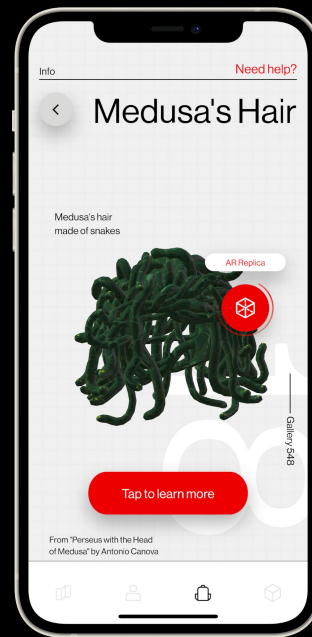 Info
Need help?
Medusa's Hair
Medusa's hair
made of snakes
AR Replica
Gallery 548
Tap to learn more
From "Perseus with the Head
of Medusa" by Antonio Canova